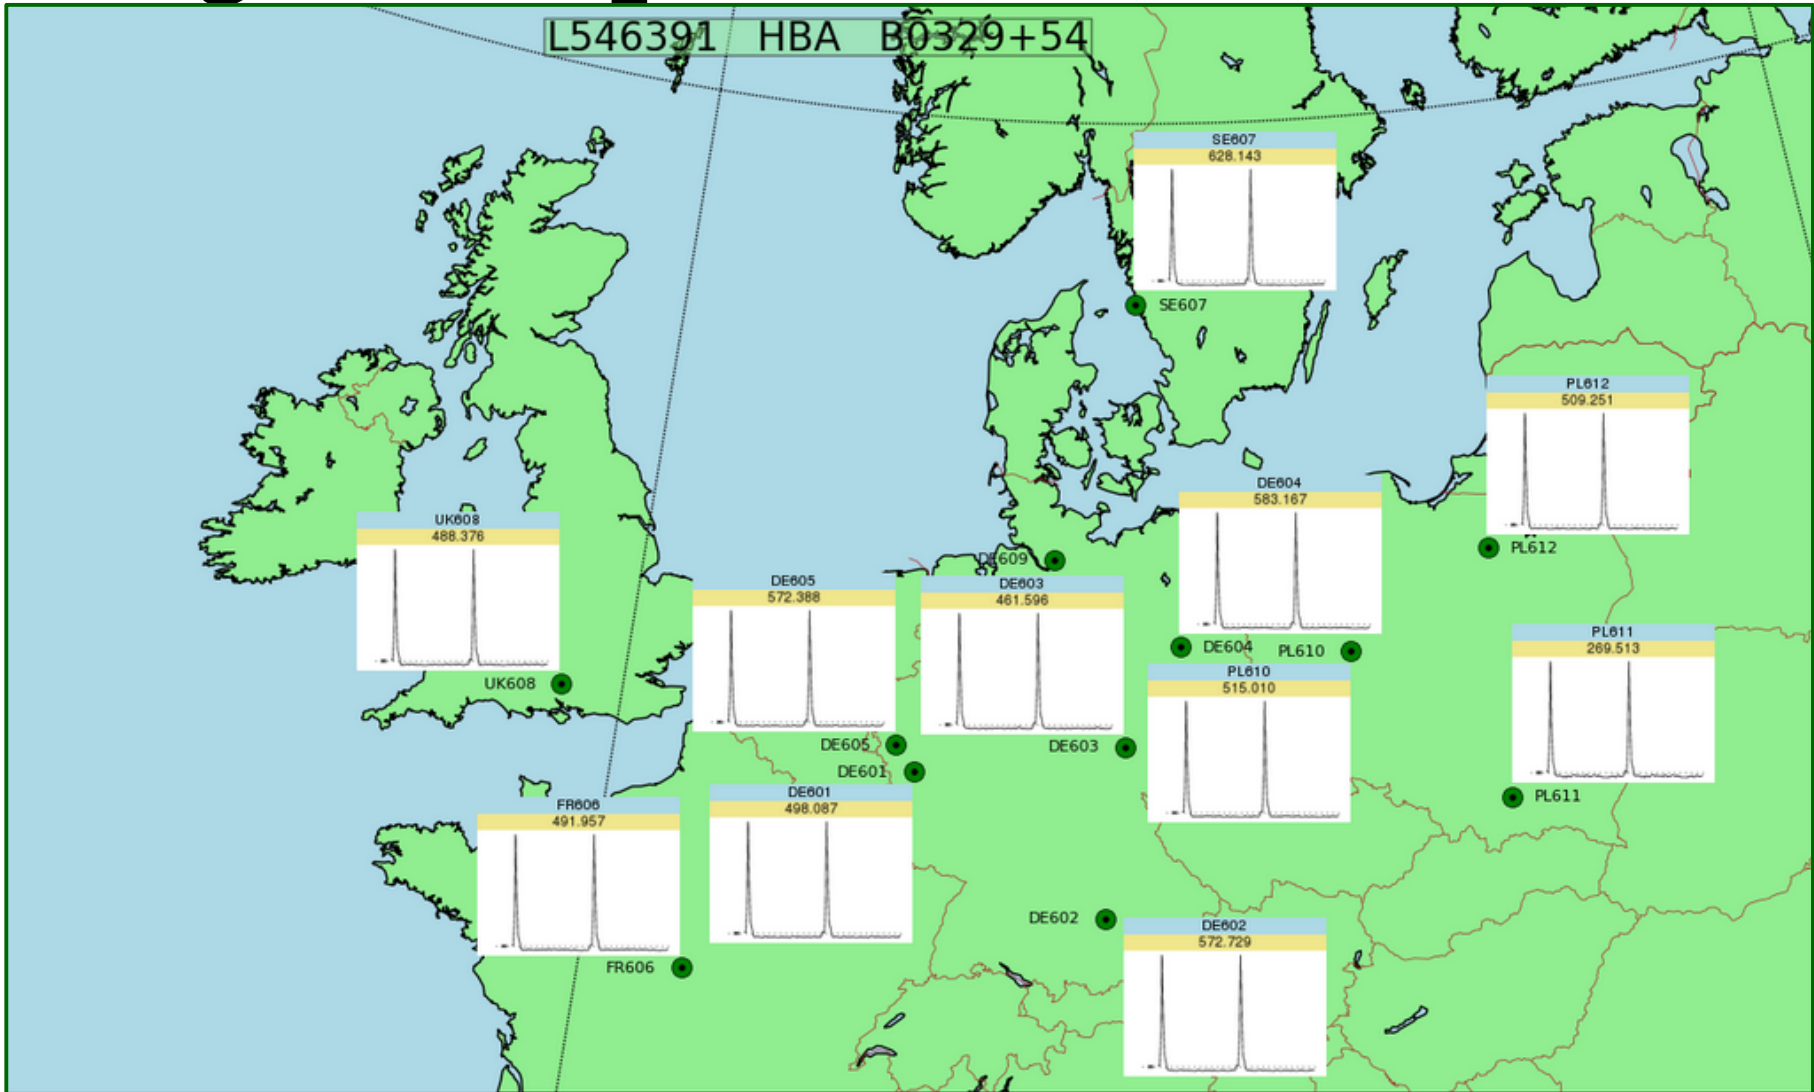 L546391 HBA B0329+54
SE607
628.143
SE607
PL612
509.251
PL612
DE604
583.167
DE604
UK608
488.376
UK608
DE609
DE605
572.388
DE605
DE603
461.596
DE603
PL610
PL610
515.010
PL611
269.513
PL611
DE601
DE601
498.087
FR606
491.957
FR606
DE602
DE602
572.729